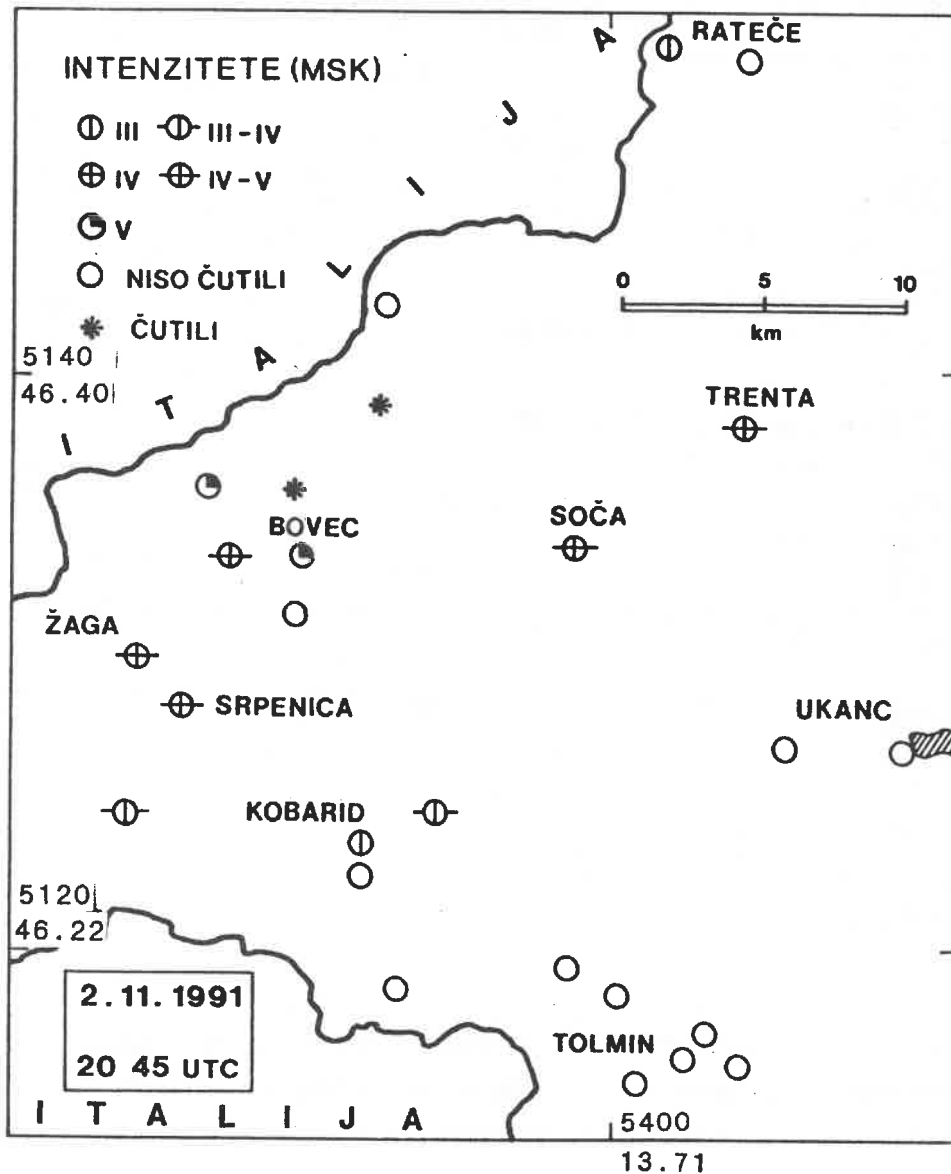 RATEČE
INTENZITETE (MSK)
III III-IV
IV IV-V
V
NISO ČUTILI
ČUTILI
I T A L I J A
0 5 10
km
5140
46.40
TRENTA
BOVEC
SOČA
ŽAGA
SRPENICA
UKANC
KOBARID
5120
46.22
2.11.1991
20 45 UTC
TOLMIN
I T A L I J A
5400
13.71